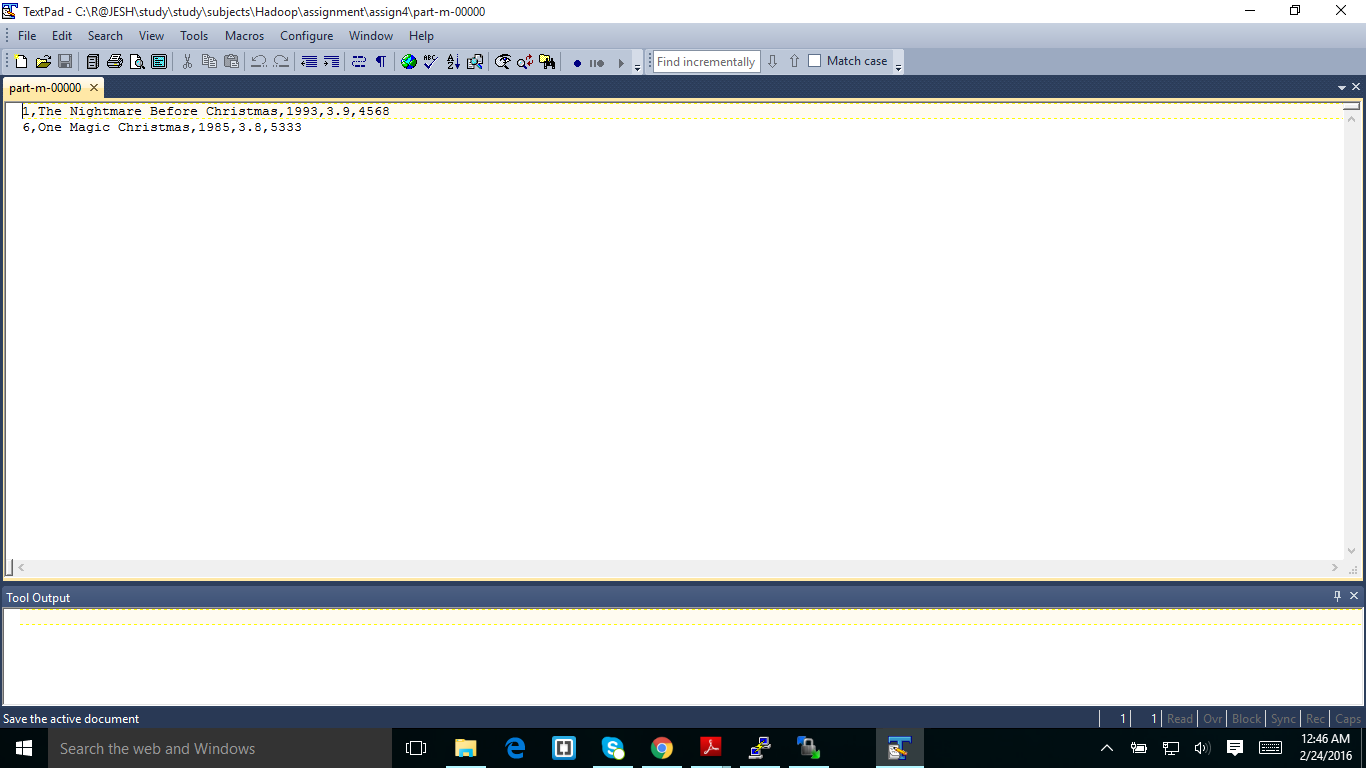 TextPad - C:\R@JESH\study\study\subjects\Hadoop\assignment\assign4\part-m-00000
File Edit Search View Tools Macros Configure Window Help
Find incrementally Match case
part-m-00000
1,The Nightmare Before Christmas,1993,3.9,4568
6,One Magic Christmas,1985,3.8,5333
Tool Output
Save the active document 1 1 Read Ovr Block Sync Rec Caps
Search the web and Windows
12:46 AM
2/24/2016